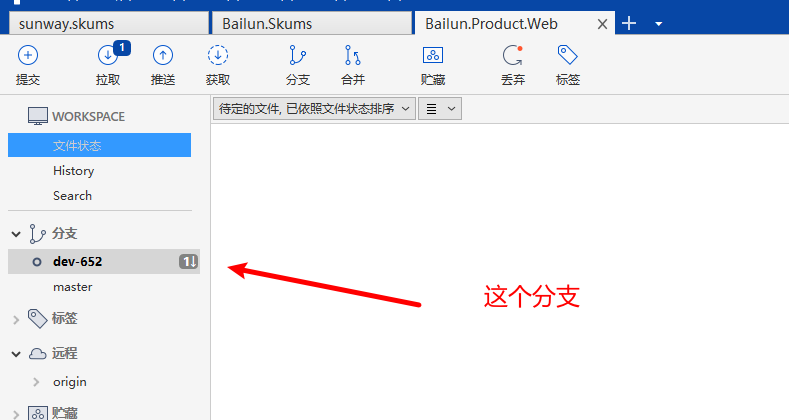 sunway.skums Bailun.Skums Bailun.Product.Web
1
提交 拉取 推送 获取 分支 合并 贮藏 丢弃 标签
WORKSPACE
待定的文件, 已依照文件状态排序
文件状态
History
Search
分支
dev-652 1↓
master
这个分支
标签
远程
origin
贮藏